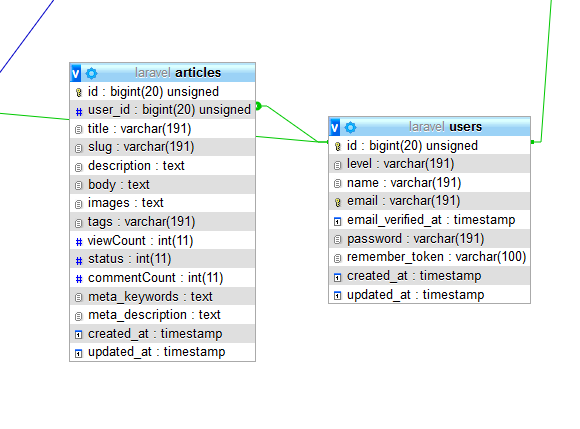 v laravel articles
id : bigint(20) unsigned
# user_id : bigint(20) unsigned
title : varchar(191)
slug : varchar(191)
description : text
body : text
images : text
tags : varchar(191)
# viewCount : int(11)
# status : int(11)
# commentCount : int(11)
meta_keywords : text
meta_description : text
created_at : timestamp
updated_at : timestamp
v laravel users
id : bigint(20) unsigned
level : varchar(191)
name : varchar(191)
email : varchar(191)
email_verified_at : timestamp
password : varchar(191)
remember_token : varchar(100)
created_at : timestamp
updated_at : timestamp